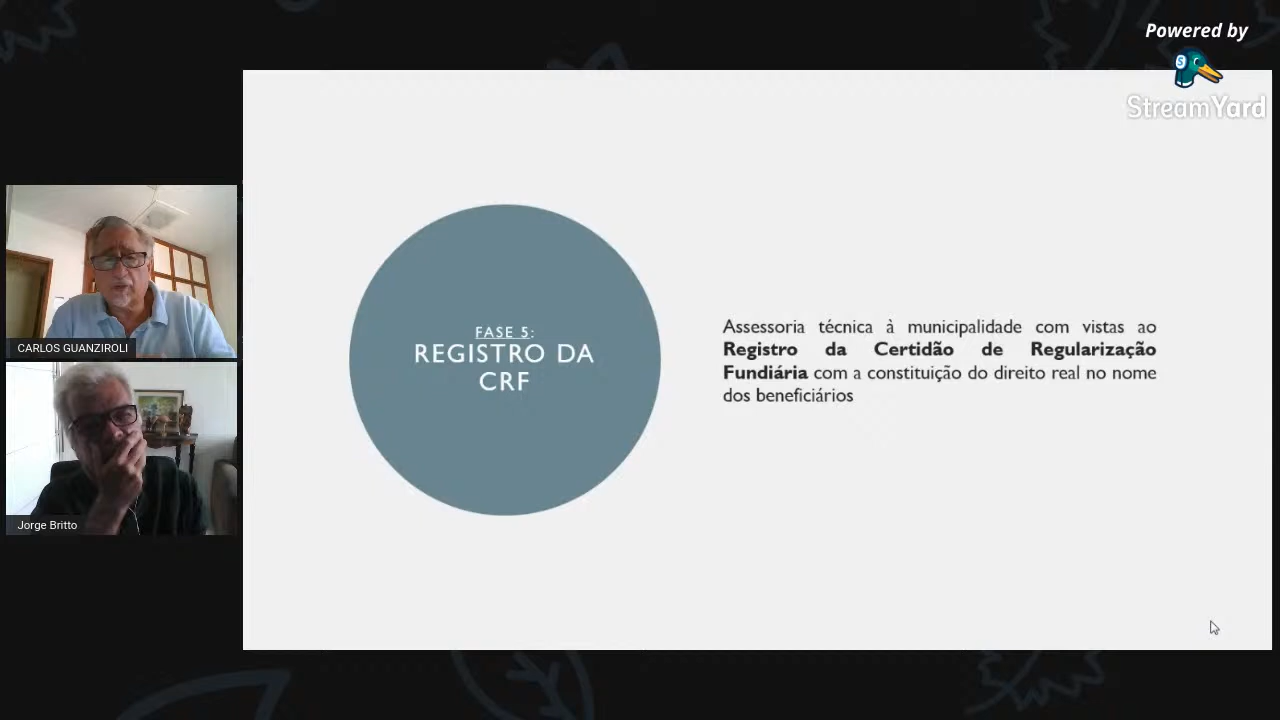 Powered by
StreamYard
FASE 5:
REGISTRO DA
CRF
Assessoria técnica à municipalidade com vistas ao
Registro da Certidão de Regularização
Fundiária com a constituição do direito real no nome
dos beneficiários
CARLOS GUANZIROLI
Jorge Britto